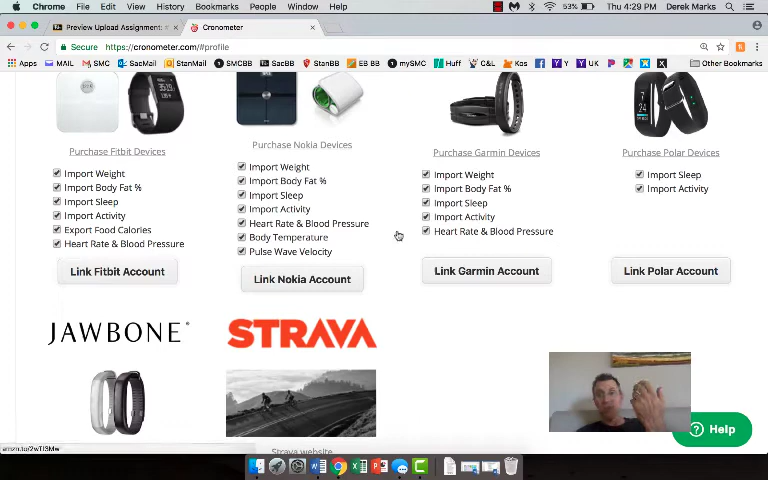 Chrome File Edit View History Bookmarks People Window Help 53% Thu 4:29 PM Derek Marks
Preview Upload Assignment: × Cronometer ×
Secure https://cronometer.com/#profile
Apps MAIL SMC SacMail StanMail SMCBB SacBB StanBB EB BB mySMC Huff C&L Kos Y UK Other Bookmarks
Purchase Fitbit Devices Purchase Nokia Devices Purchase Garmin Devices Purchase Polar Devices
Import Weight
Import Body Fat %
Import Sleep
Import Activity
Export Food Calories
Heart Rate & Blood Pressure
Link Fitbit Account
Import Weight
Import Body Fat %
Import Sleep
Import Activity
Heart Rate & Blood Pressure
Body Temperature
Pulse Wave Velocity
Link Nokia Account
Import Weight
Import Body Fat %
Import Sleep
Import Activity
Heart Rate & Blood Pressure
Link Garmin Account
Import Sleep
Import Activity
Link Polar Account
JAWBONE® STRAVA
Strava website
Help
amzn.to/2wTJ3Mw